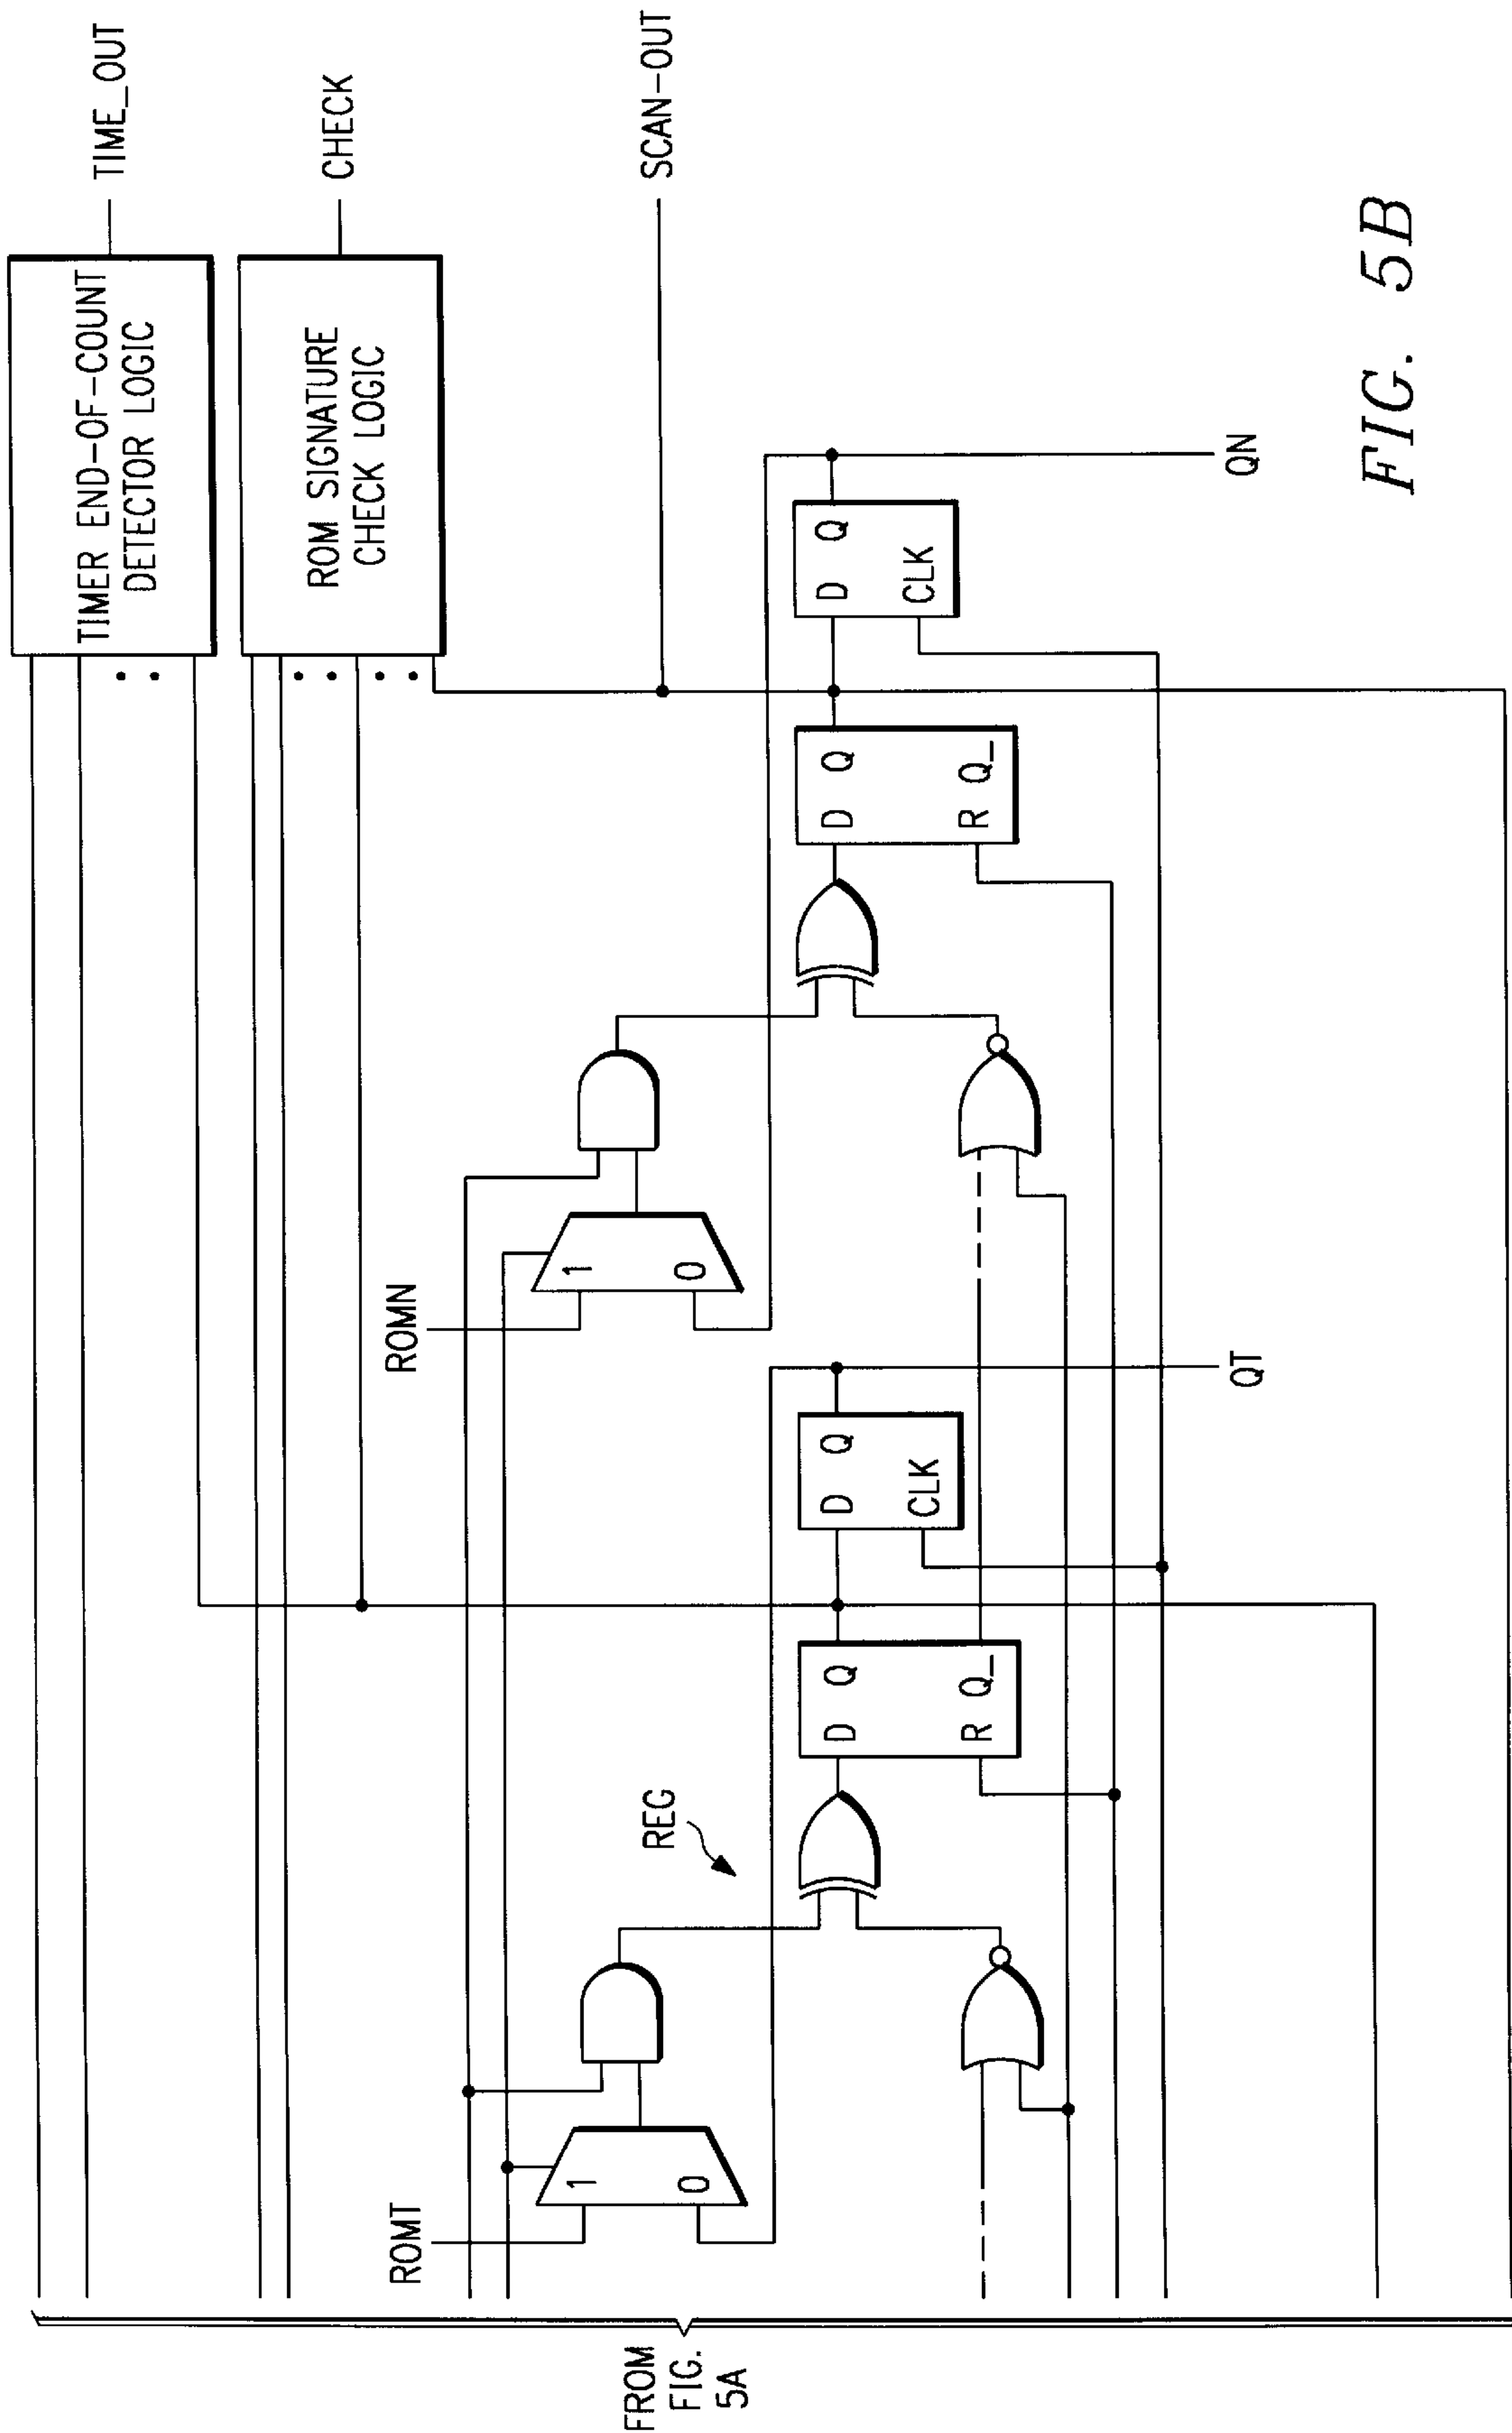 TIMER END-OF-COUNT
DETECTOR LOGIC
TIME_OUT
ROM SIGNATURE
CHECK LOGIC
CHECK
SCAN-OUT
ROMT
ROMN
1
0
1
0
REG
D Q
R Q_
D Q
CLK
D Q
R Q_
D Q
CLK
QT
QN
FROM
FIG.
5A
FIG. 5B